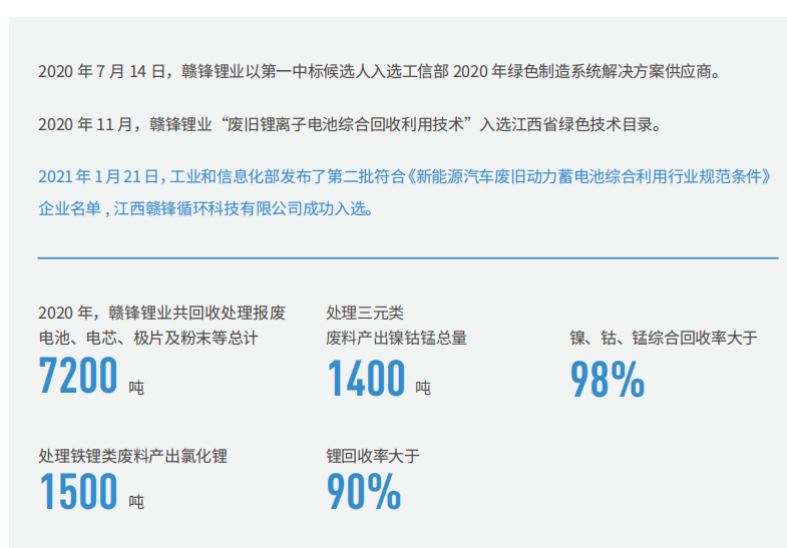 2020 年 7 月 14 日，赣锋锂业以第一中标候选人入选工信部 2020 年绿色制造系统解决方案供应商。
2020 年 11 月，赣锋锂业“废旧锂离子电池综合回收利用技术”入选江西省绿色技术目录。
2021 年 1 月 21 日，工业和信息化部发布了第二批符合《新能源汽车废旧动力蓄电池综合利用行业规范条件》
企业名单，江西赣锋循环科技有限公司成功入选。
2020 年，赣锋锂业共回收处理报废
电池、电芯、极片及粉末等总计
7200 吨
处理三元类
废料产出镍钴锰总量
1400 吨
镍、钴、锰综合回收率大于
98%
处理铁锂类废料产出氯化锂
1500 吨
锂回收率大于
90%